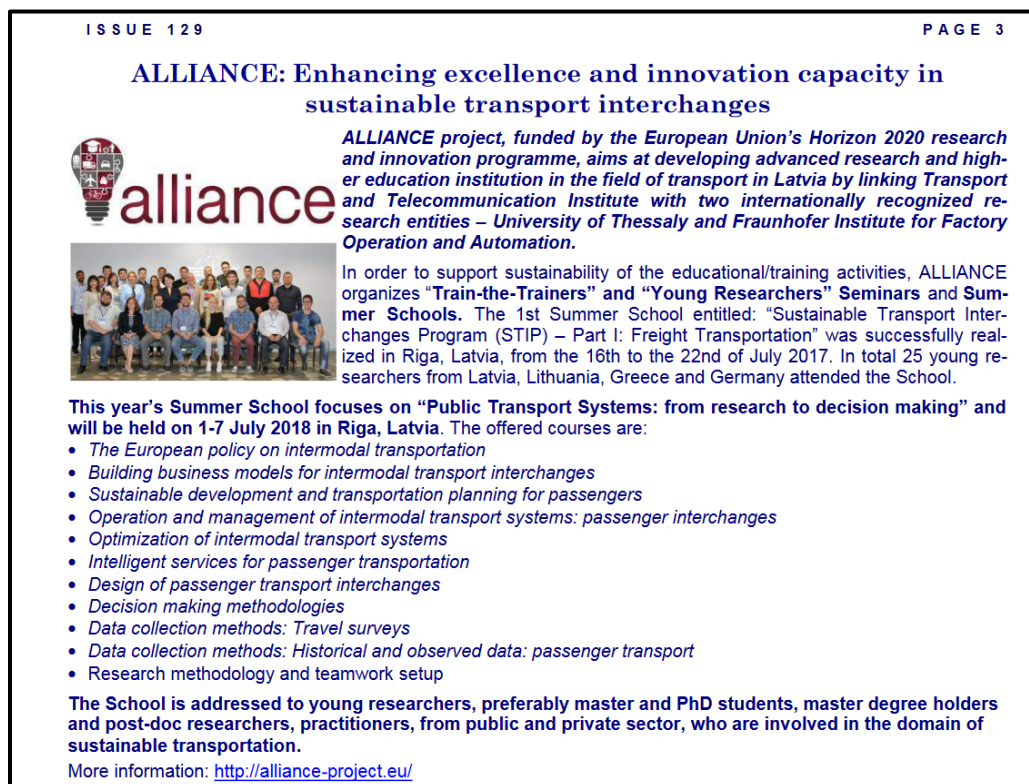 ISSUE 129
PAGE 3
ALLIANCE: Enhancing excellence and innovation capacity in
sustainable transport interchanges
alliance
ALLIANCE project, funded by the European Union's Horizon 2020 research
and innovation programme, aims at developing advanced research and high-
er education institution in the field of transport in Latvia by linking Transport
and Telecommunication Institute with two internationally recognized re-
search entities – University of Thessaly and Fraunhofer Institute for Factory
Operation and Automation.
In order to support sustainability of the educational/training activities, ALLIANCE
organizes “Train-the-Trainers” and “Young Researchers” Seminars and Sum-
mer Schools. The 1st Summer School entitled: “Sustainable Transport Inter-
changes Program (STIP) – Part I: Freight Transportation” was successfully real-
ized in Riga, Latvia, from the 16th to the 22nd of July 2017. In total 25 young re-
searchers from Latvia, Lithuania, Greece and Germany attended the School.
This year's Summer School focuses on “Public Transport Systems: from research to decision making” and
will be held on 1-7 July 2018 in Riga, Latvia. The offered courses are:
• The European policy on intermodal transportation
• Building business models for intermodal transport interchanges
• Sustainable development and transportation planning for passengers
• Operation and management of intermodal transport systems: passenger interchanges
• Optimization of intermodal transport systems
• Intelligent services for passenger transportation
• Design of passenger transport interchanges
• Decision making methodologies
• Data collection methods: Travel surveys
• Data collection methods: Historical and observed data: passenger transport
• Research methodology and teamwork setup
The School is addressed to young researchers, preferably master and PhD students, master degree holders
and post-doc researchers, practitioners, from public and private sector, who are involved in the domain of
sustainable transportation.
More information: http://alliance-project.eu/